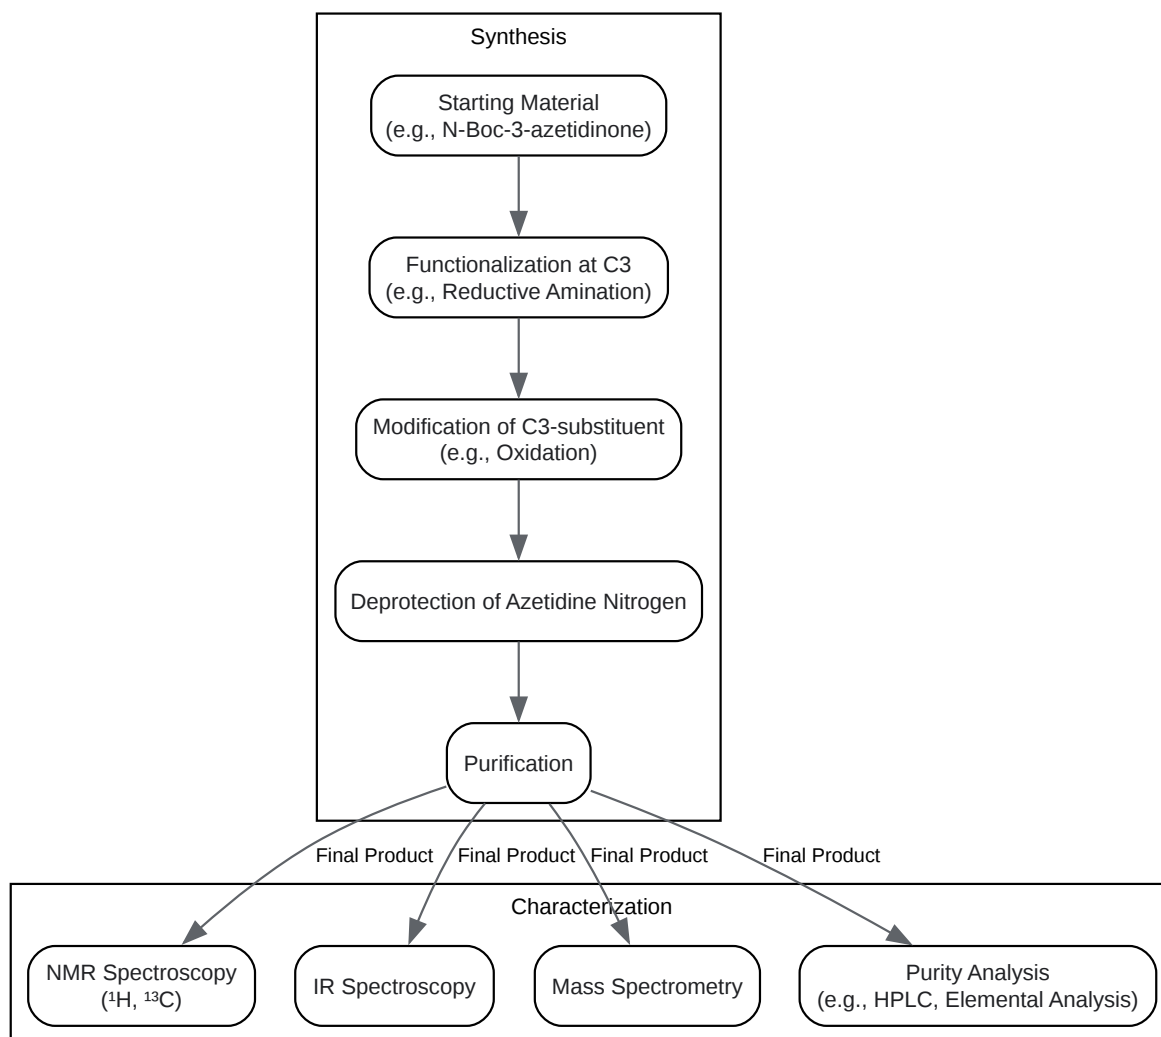 Synthesis
Starting Material
(e.g., N-Boc-3-azetidinone)
Functionalization at C3
(e.g., Reductive Amination)
Modification of C3-substituent
(e.g., Oxidation)
Deprotection of Azetidine Nitrogen
Purification
Final Product
Final Product
Final Product
Final Product
Characterization
NMR Spectroscopy
(¹H, ¹³C)
IR Spectroscopy
Mass Spectrometry
Purity Analysis
(e.g., HPLC, Elemental Analysis)